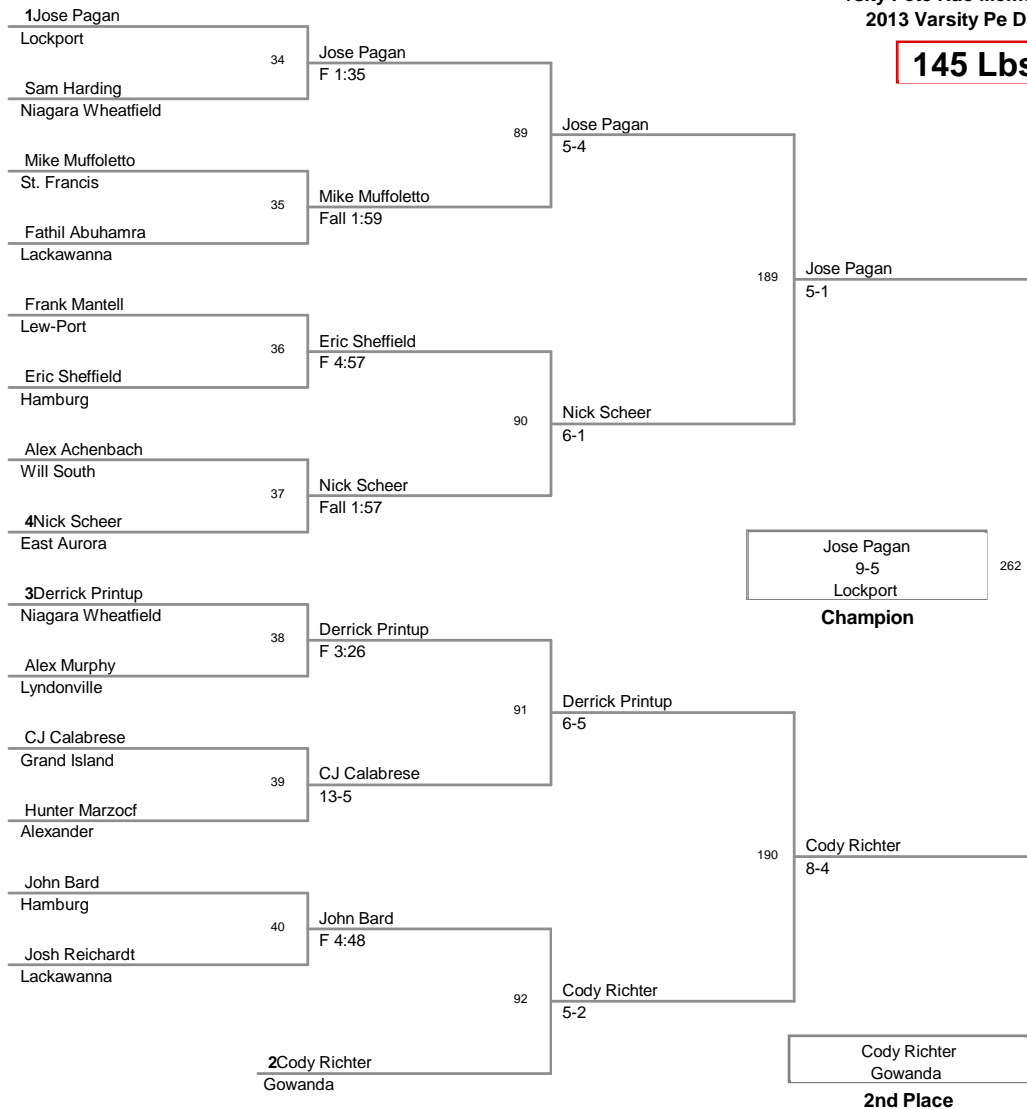 2013 Varsity Pe D
145 Lbs
1Jose Pagan
Lockport
34
Sam Harding
Niagara Wheatfield
Jose Pagan
F 1:35
89
Mike Muffoletto
St. Francis
35
Fathil Abuhamra
Lackawanna
Mike Muffoletto
Fall 1:59
Jose Pagan
5-4
189
Frank Mantell
Lew-Port
36
Eric Sheffield
Hamburg
Eric Sheffield
F 4:57
90
Alex Achenbach
Will South
37
4Nick Scheer
East Aurora
Nick Scheer
Fall 1:57
Nick Scheer
6-1
Jose Pagan
5-1
Jose Pagan
9-5
Lockport
262
Champion
3Derrick Printup
Niagara Wheatfield
38
Alex Murphy
Lyndonville
Derrick Printup
F 3:26
91
CJ Calabrese
Grand Island
39
Hunter Marzocf
Alexander
CJ Calabrese
13-5
Derrick Printup
6-5
190
John Bard
Hamburg
40
Josh Reichardt
Lackawanna
John Bard
F 4:48
92
2Cody Richter
Gowanda
Cody Richter
5-2
Cody Richter
8-4
Cody Richter
Gowanda
2nd Place